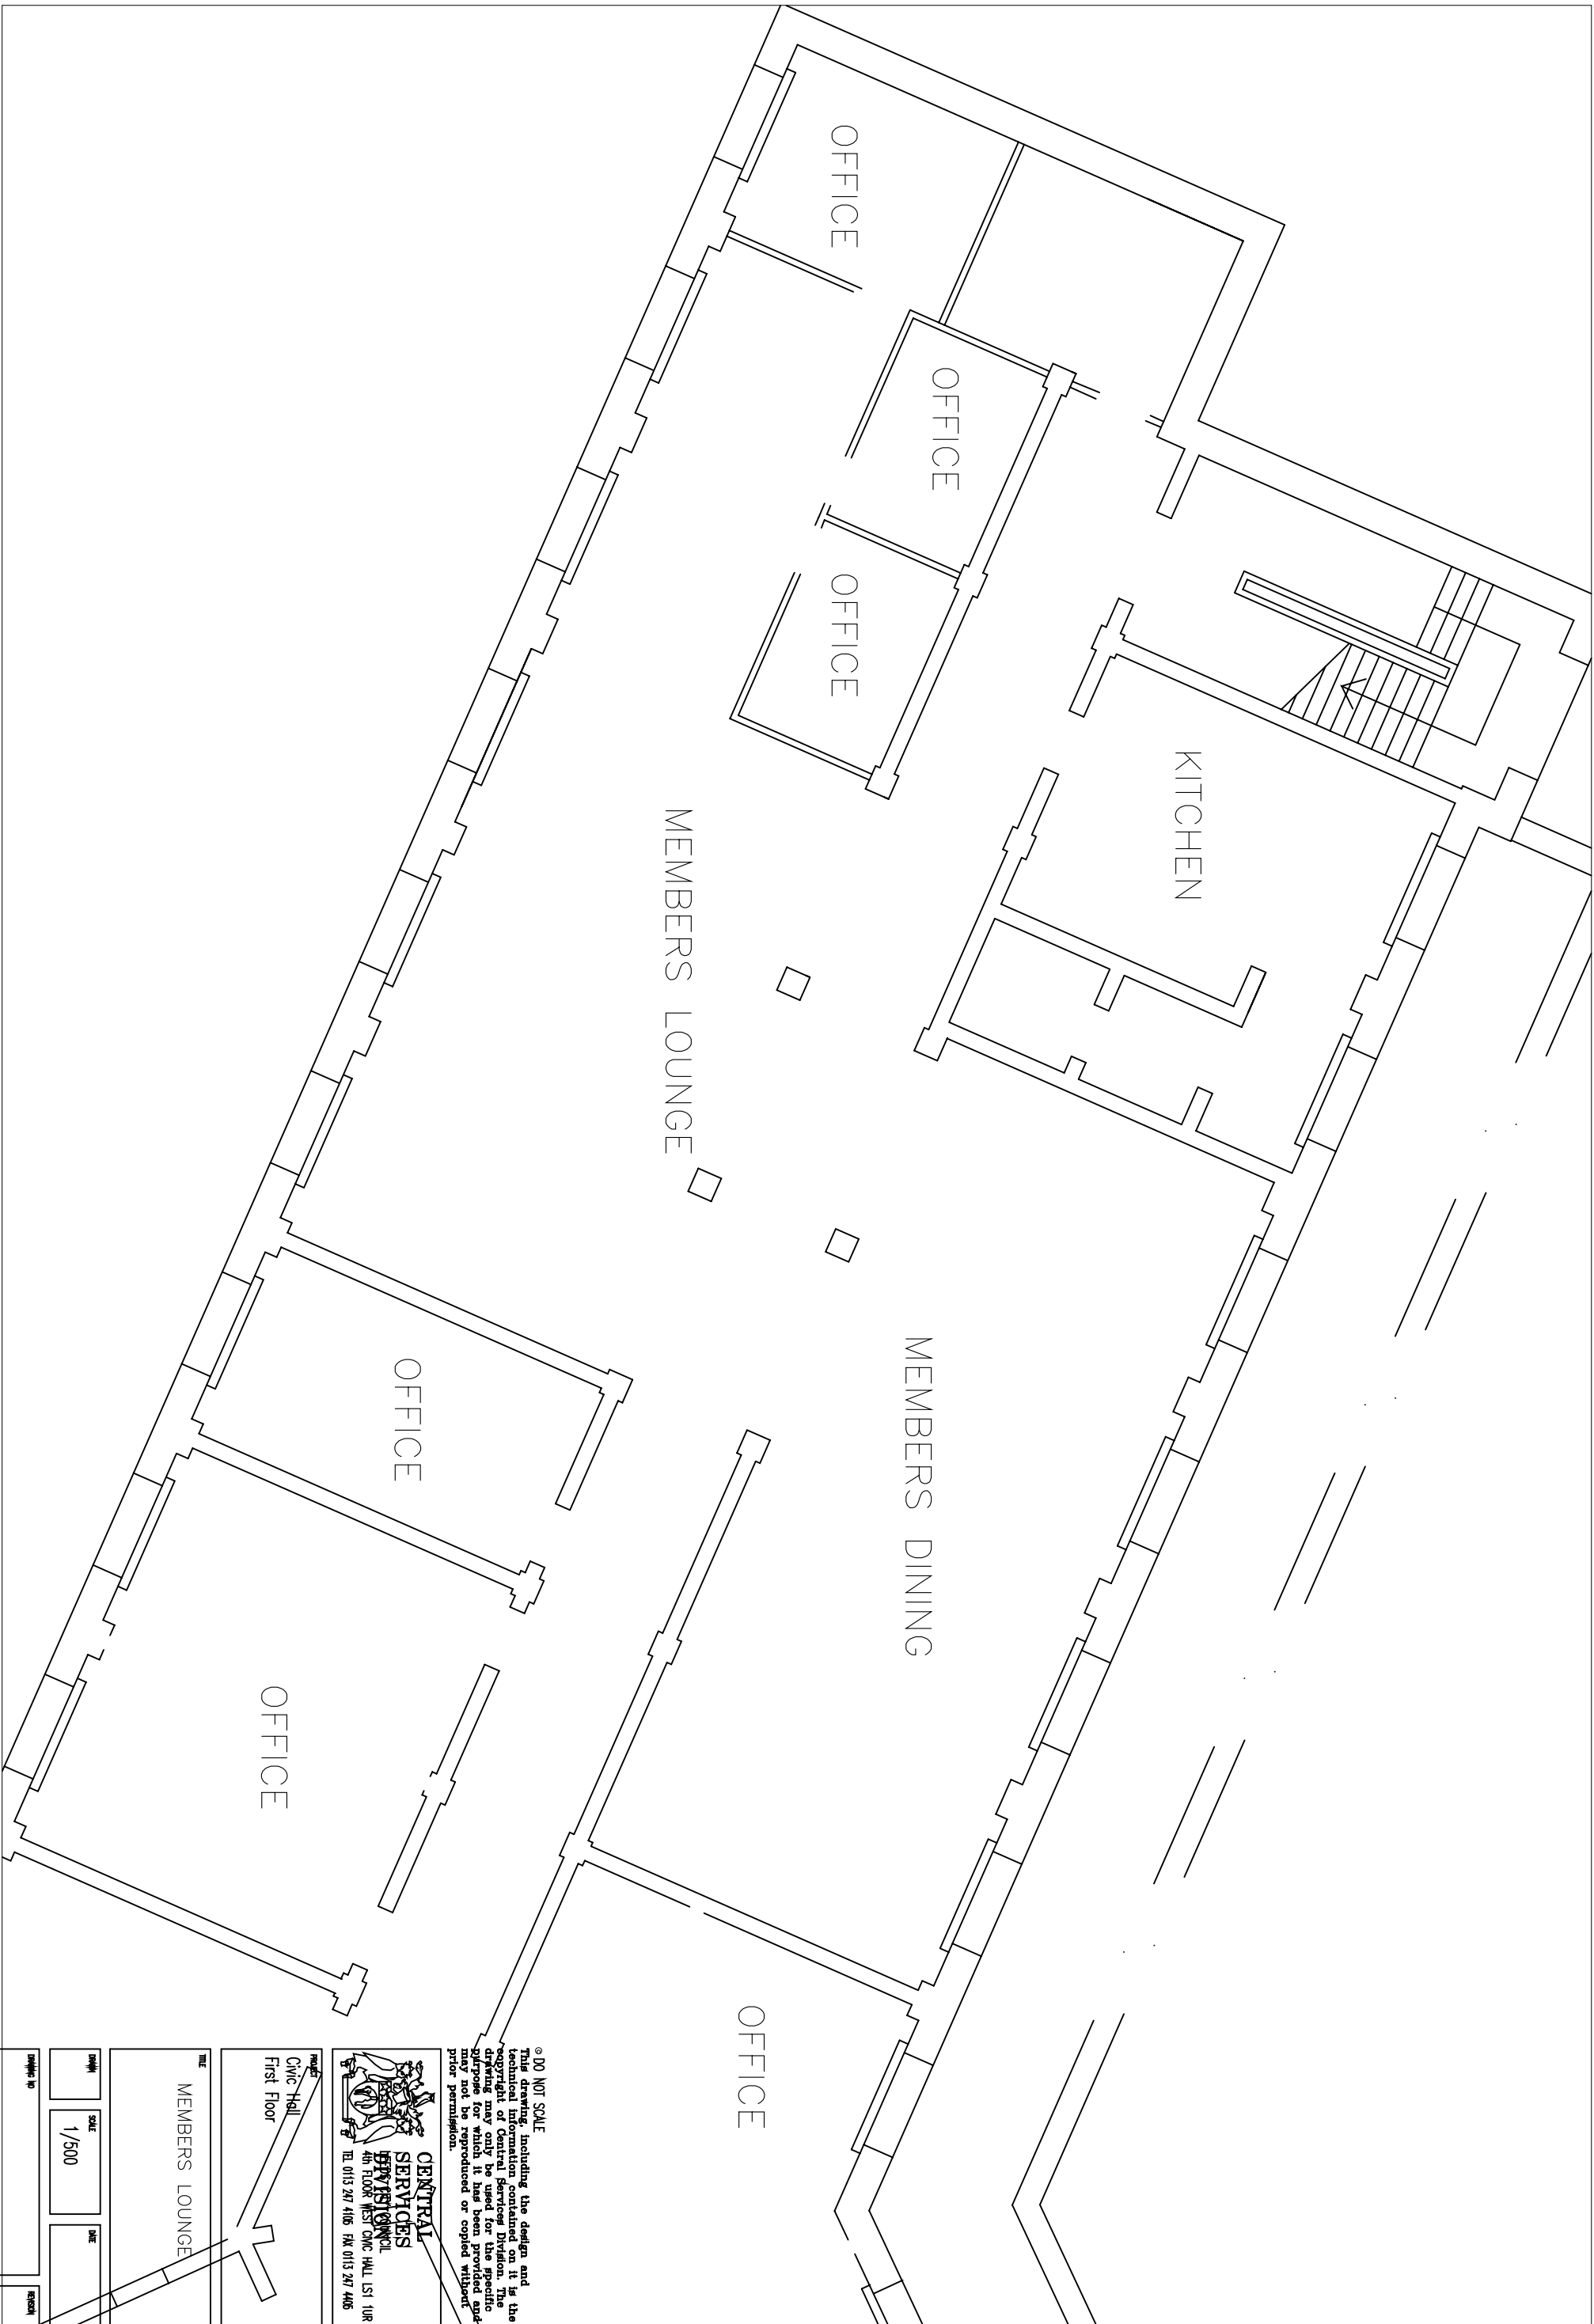 OFFICE
OFFICE
OFFICE
KITCHEN
MEMBERS LOUNGE
MEMBERS DINING
OFFICE
OFFICE
OFFICE
© DO NOT SCALE
This drawing, including the design and
technical information contained on it is the
copyright of Central Services Division. The
drawing may only be used for the specific
purpose for which it has been provided and
may not be reproduced or copied without
prior permission.
CENTRAL
SERVICES
DIVISION
LEEDS CITY COUNCIL
4th FLOOR WEST CIVIC HALL LS1 1UR
TEL 0113 247 4106 FAX 0113 247 4406
PROJECT
Civic Hall
First Floor
TITLE
MEMBERS LOUNGE
DRAWN
SCALE
1/500
DATE
DRAWING NO
REVISION